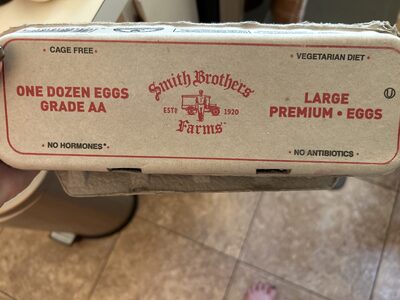 • CAGE FREE •
• VEGETARIAN DIET •
ONE DOZEN EGGS
GRADE AA
Smith Brothers
ESTD 1920
Farms
LARGE
PREMIUM • EGGS
U
• NO HORMONES* •
• NO ANTIBIOTICS •